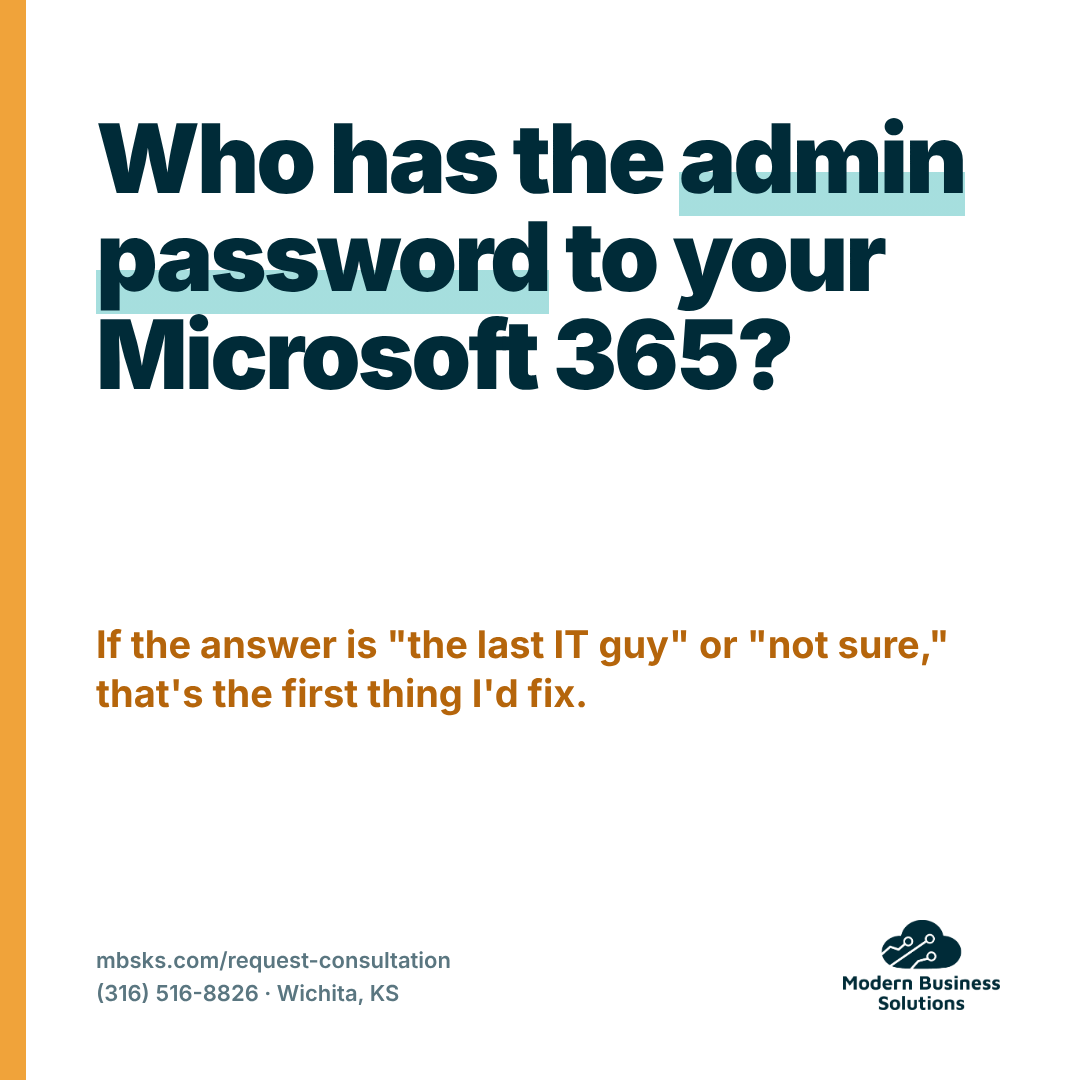 Who has the admin
password to your
Microsoft 365?
If the answer is "the last IT guy" or "not sure,"
that's the first thing I'd fix.
mbsks.com/request-consultation
(316) 516-8826 · Wichita, KS
Modern Business
Solutions